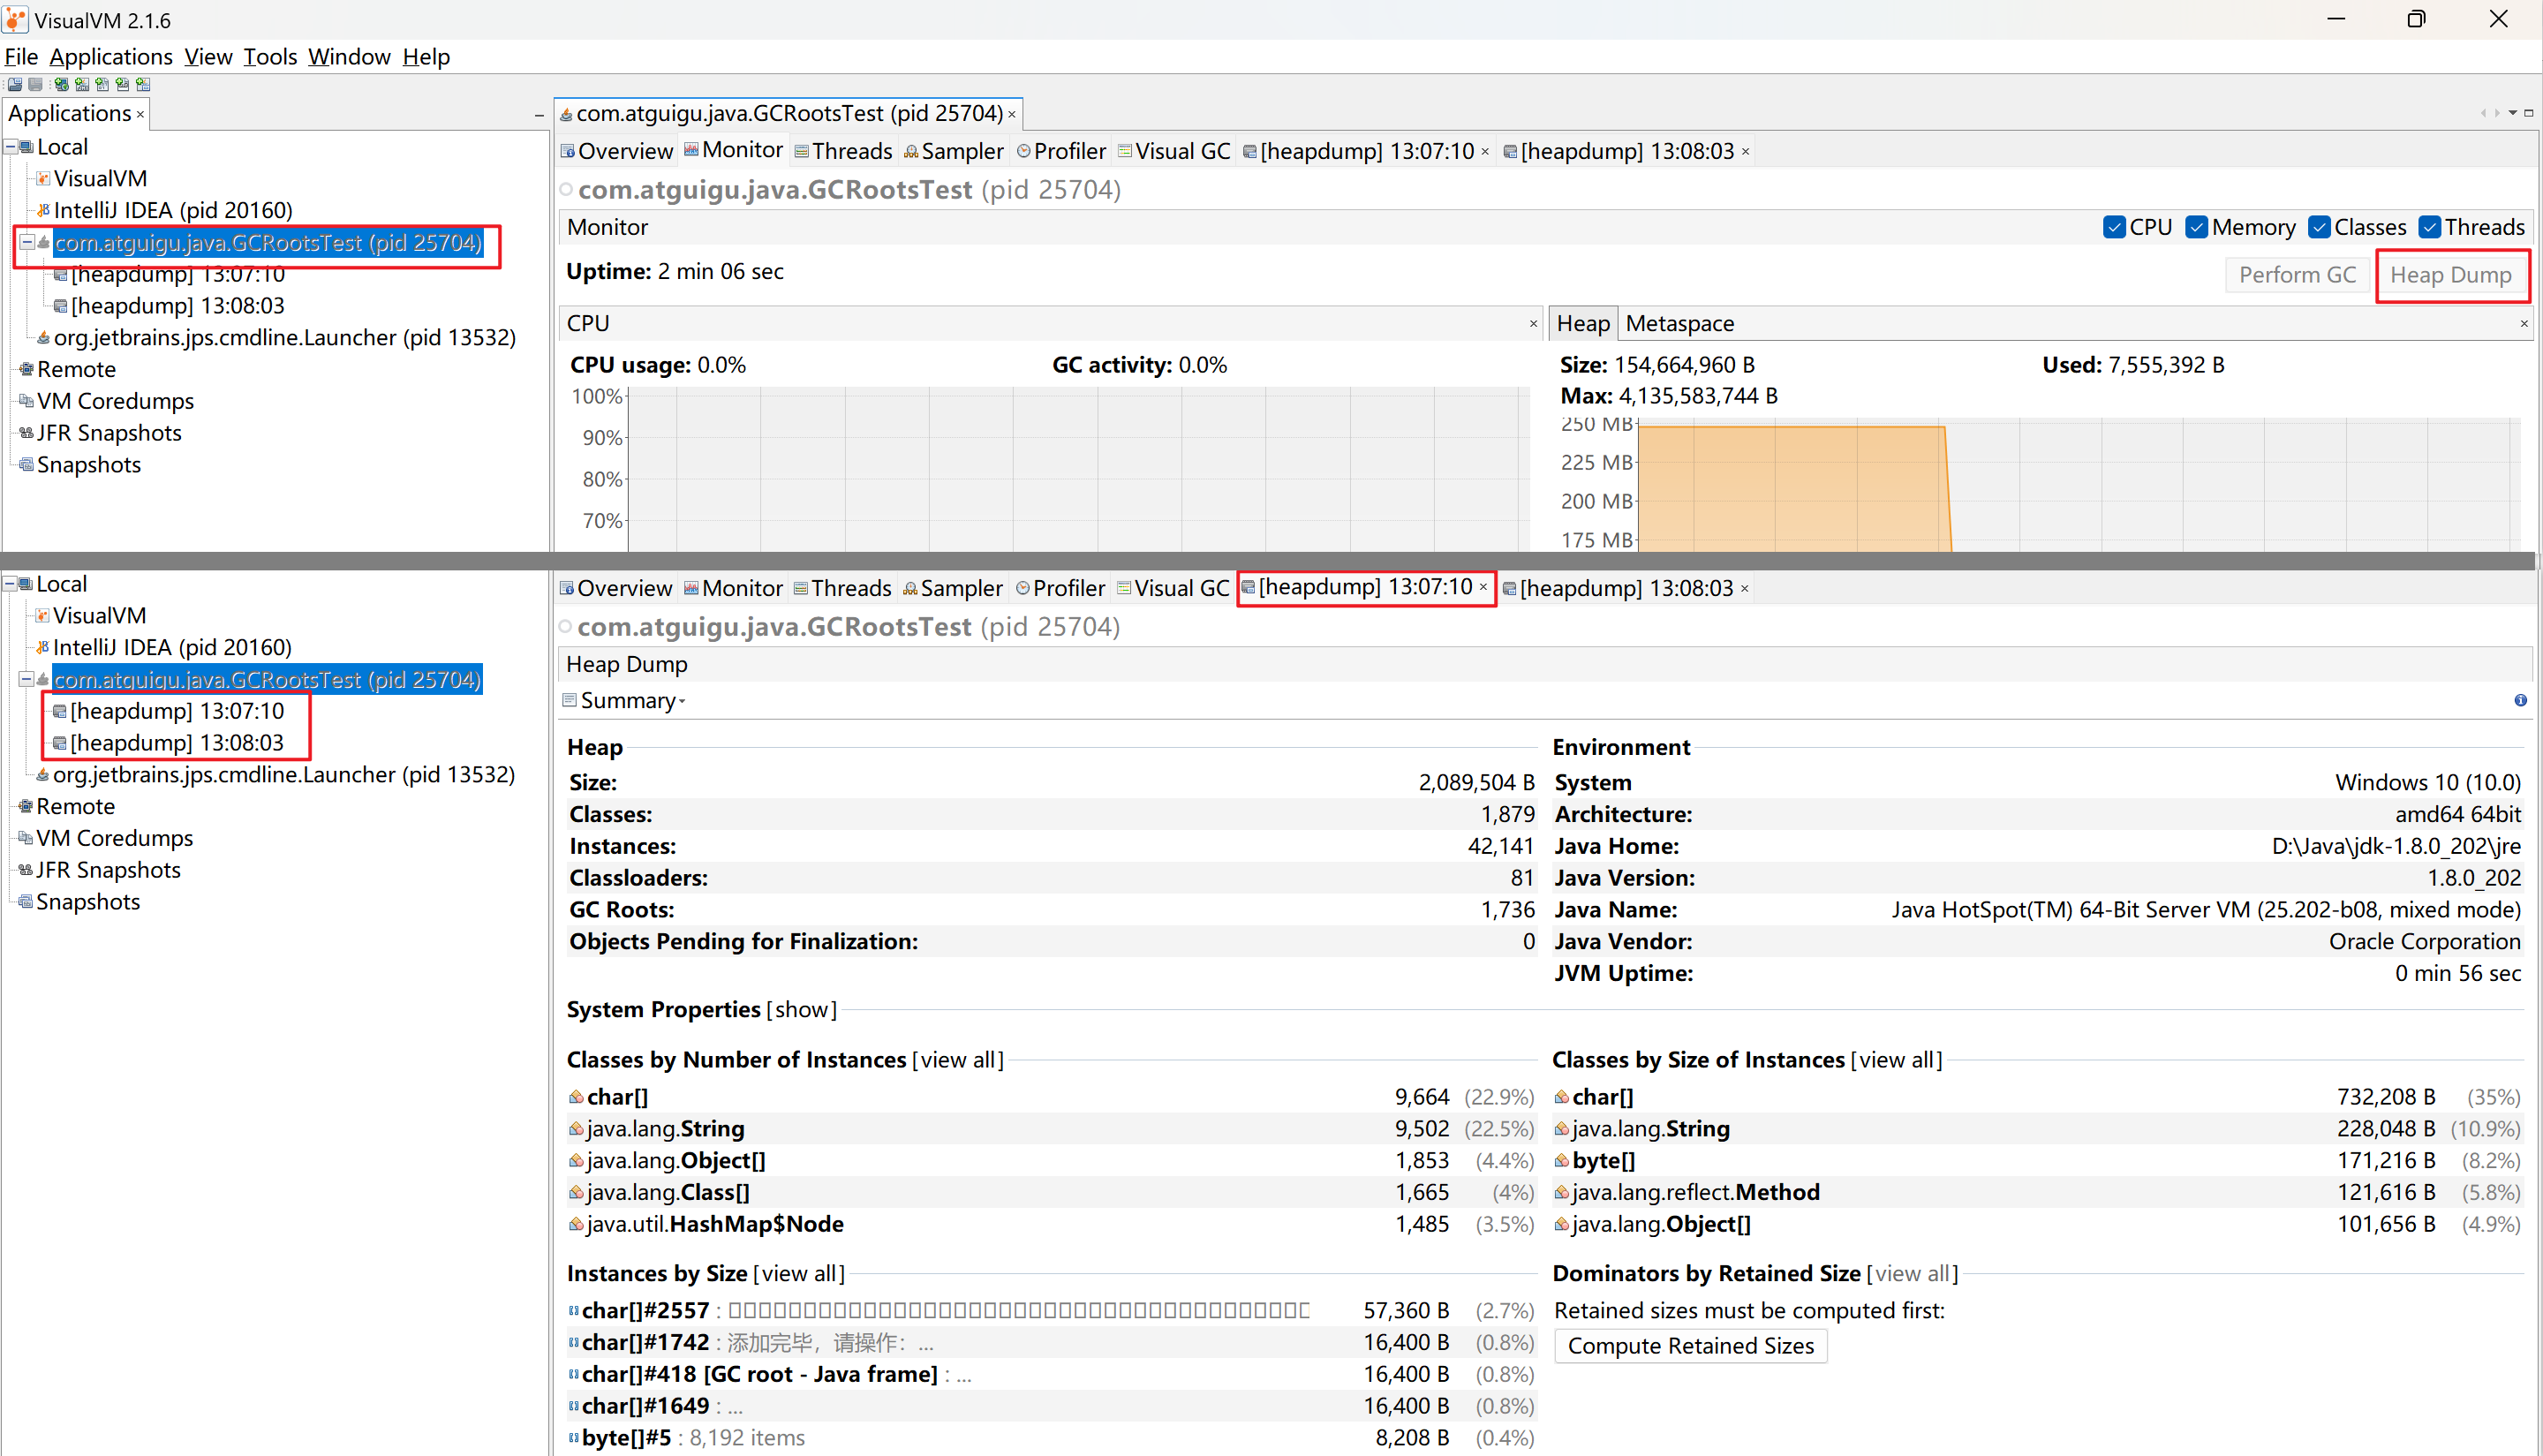 VisualVM 2.1.6
File Applications View Tools Window Help
Applications
Local
VisualVM
IntelliJ IDEA (pid 20160)
com.atguigu.java.GCRootsTest (pid 25704)
[heapdump] 13:07:10
[heapdump] 13:08:03
org.jetbrains.jps.cmdline.Launcher (pid 13532)
Remote
VM Coredumps
JFR Snapshots
Snapshots
com.atguigu.java.GCRootsTest (pid 25704)
Overview Monitor Threads Sampler Profiler Visual GC [heapdump] 13:07:10 [heapdump] 13:08:03
com.atguigu.java.GCRootsTest (pid 25704)
Monitor CPU Memory Classes Threads
Uptime: 2 min 06 sec Perform GC Heap Dump
CPU
CPU usage: 0.0% GC activity: 0.0%
100%
90%
80%
70%
Heap Metaspace
Size: 154,664,960 B Used: 7,555,392 B
Max: 4,135,583,744 B
250 MB
225 MB
200 MB
175 MB
Local
VisualVM
IntelliJ IDEA (pid 20160)
com.atguigu.java.GCRootsTest (pid 25704)
[heapdump] 13:07:10
[heapdump] 13:08:03
org.jetbrains.jps.cmdline.Launcher (pid 13532)
Remote
VM Coredumps
JFR Snapshots
Snapshots
Overview Monitor Threads Sampler Profiler Visual GC [heapdump] 13:07:10 [heapdump] 13:08:03
com.atguigu.java.GCRootsTest (pid 25704)
Heap Dump
Summary
Heap
Size: 2,089,504 B
Classes: 1,879
Instances: 42,141
Classloaders: 81
GC Roots: 1,736
Objects Pending for Finalization: 0
Environment
System Windows 10 (10.0)
Architecture: amd64 64bit
Java Home: D:\Java\jdk-1.8.0_202\jre
Java Version: 1.8.0_202
Java Name: Java HotSpot(TM) 64-Bit Server VM (25.202-b08, mixed mode)
Java Vendor: Oracle Corporation
JVM Uptime: 0 min 56 sec
System Properties [show]
Classes by Number of Instances [view all]
char[] 9,664 (22.9%)
java.lang.String 9,502 (22.5%)
java.lang.Object[] 1,853 (4.4%)
java.lang.Class[] 1,665 (4%)
java.util.HashMap$Node 1,485 (3.5%)
Classes by Size of Instances [view all]
char[] 732,208 B (35%)
java.lang.String 228,048 B (10.9%)
byte[] 171,216 B (8.2%)
java.lang.reflect.Method 121,616 B (5.8%)
java.lang.Object[] 101,656 B (4.9%)
Instances by Size [view all]
char[]#2557 : 57,360 B (2.7%)
char[]#1742 : 添加完毕，请操作：... 16,400 B (0.8%)
char[]#418 [GC root - Java frame] : ... 16,400 B (0.8%)
char[]#1649 : ... 16,400 B (0.8%)
byte[]#5 : 8,192 items 8,208 B (0.4%)
Dominators by Retained Size [view all]
Retained sizes must be computed first:
Compute Retained Sizes